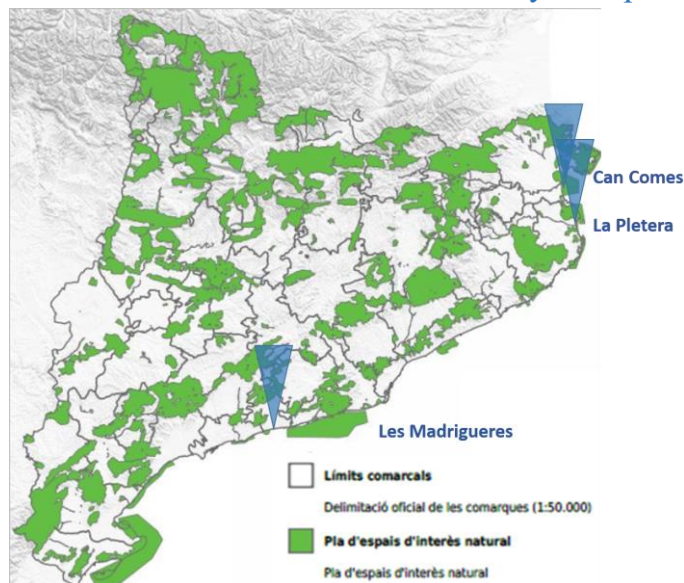 Can Comes
La Pletera
Les Madrigueres
Límits comarcals
Delimitació oficial de les comarques (1:50.000)
Pla d'espais d'interès natural
Pla d'espais d'interès natural